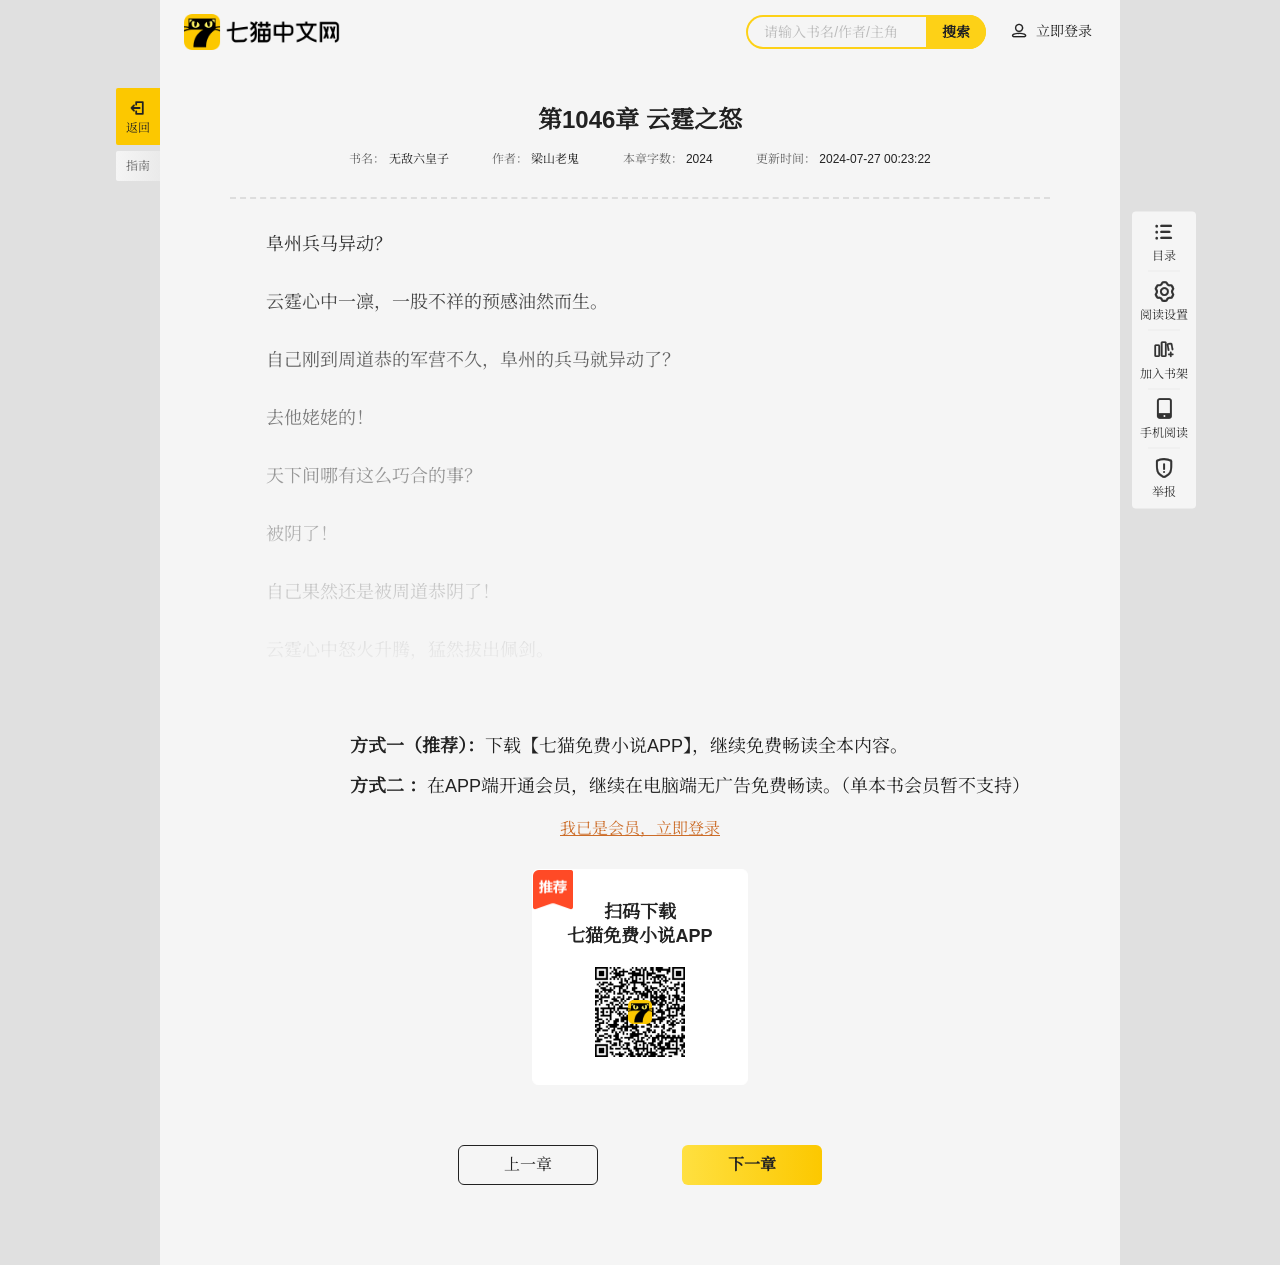 七猫中文网
请输入书名/作者/主角
搜索
立即登录
返回
指南
第1046章 云霆之怒
书名： 无敌六皇子 作者： 梁山老鬼 本章字数： 2024 更新时间： 2024-07-27 00:23:22
阜州兵马异动？
云霆心中一凛，一股不祥的预感油然而生。
自己刚到周道恭的军营不久，阜州的兵马就异动了？
去他姥姥的！
天下间哪有这么巧合的事？
被阴了！
自己果然还是被周道恭阴了！
云霆心中怒火升腾，猛然拔出佩剑。
目录
阅读设置
加入书架
手机阅读
举报
方式一（推荐）：下载【七猫免费小说APP】，继续免费畅读全本内容。
方式二 ：在APP端开通会员，继续在电脑端无广告免费畅读。（单本书会员暂不支持）
我已是会员，立即登录
推荐
扫码下载
七猫免费小说APP
上一章
下一章